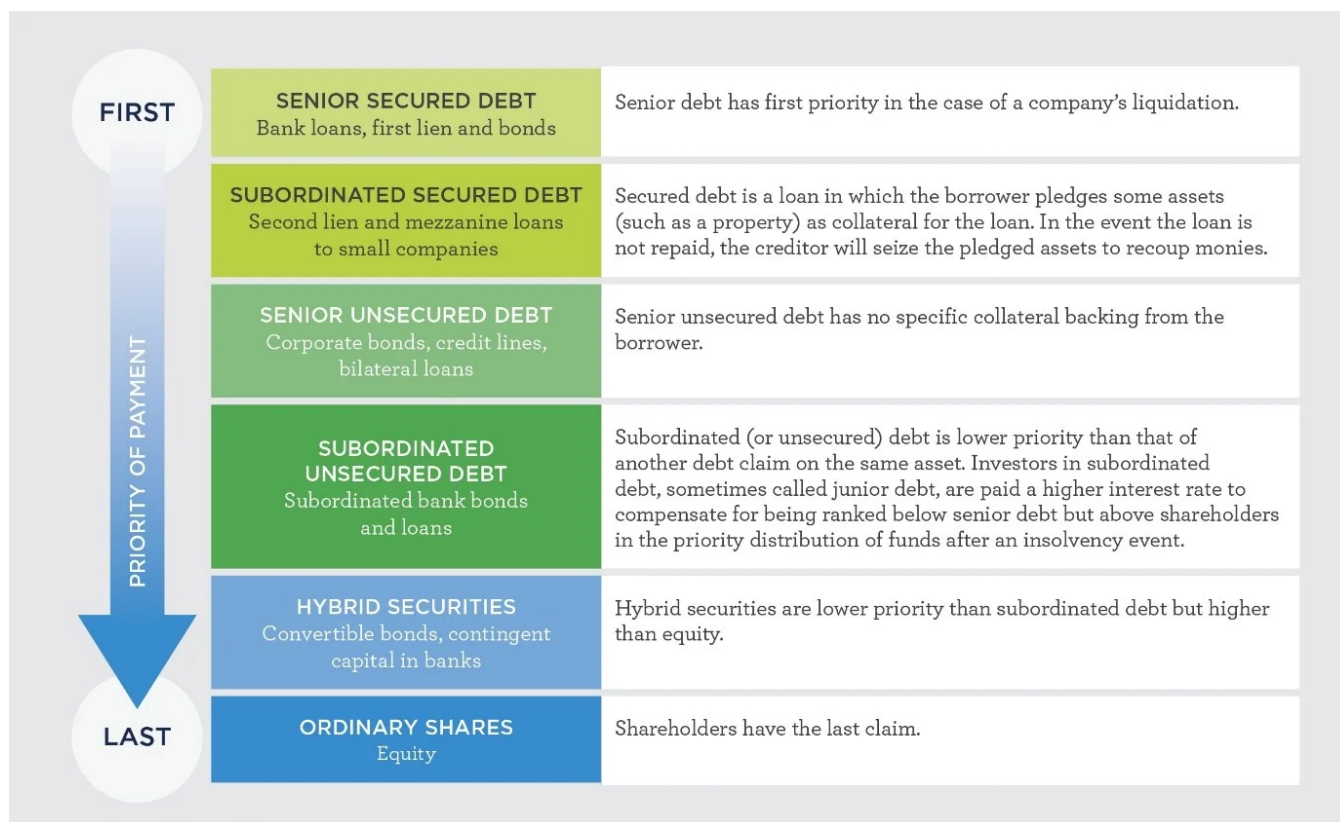 FIRST
SENIOR SECURED DEBT
Bank loans, first lien and bonds
Senior debt has first priority in the case of a company’s liquidation.
SUBORDINATED SECURED DEBT
Second lien and mezzanine loans
to small companies
Secured debt is a loan in which the borrower pledges some assets
(such as a property) as collateral for the loan. In the event the loan is
not repaid, the creditor will seize the pledged assets to recoup monies.
SENIOR UNSECURED DEBT
Corporate bonds, credit lines,
bilateral loans
Senior unsecured debt has no specific collateral backing from the
borrower.
PRIORITY OF PAYMENT
SUBORDINATED
UNSECURED DEBT
Subordinated bank bonds
and loans
Subordinated (or unsecured) debt is lower priority than that of
another debt claim on the same asset. Investors in subordinated
debt, sometimes called junior debt, are paid a higher interest rate to
compensate for being ranked below senior debt but above shareholders
in the priority distribution of funds after an insolvency event.
HYBRID SECURITIES
Convertible bonds, contingent
capital in banks
Hybrid securities are lower priority than subordinated debt but higher
than equity.
LAST
ORDINARY SHARES
Equity
Shareholders have the last claim.